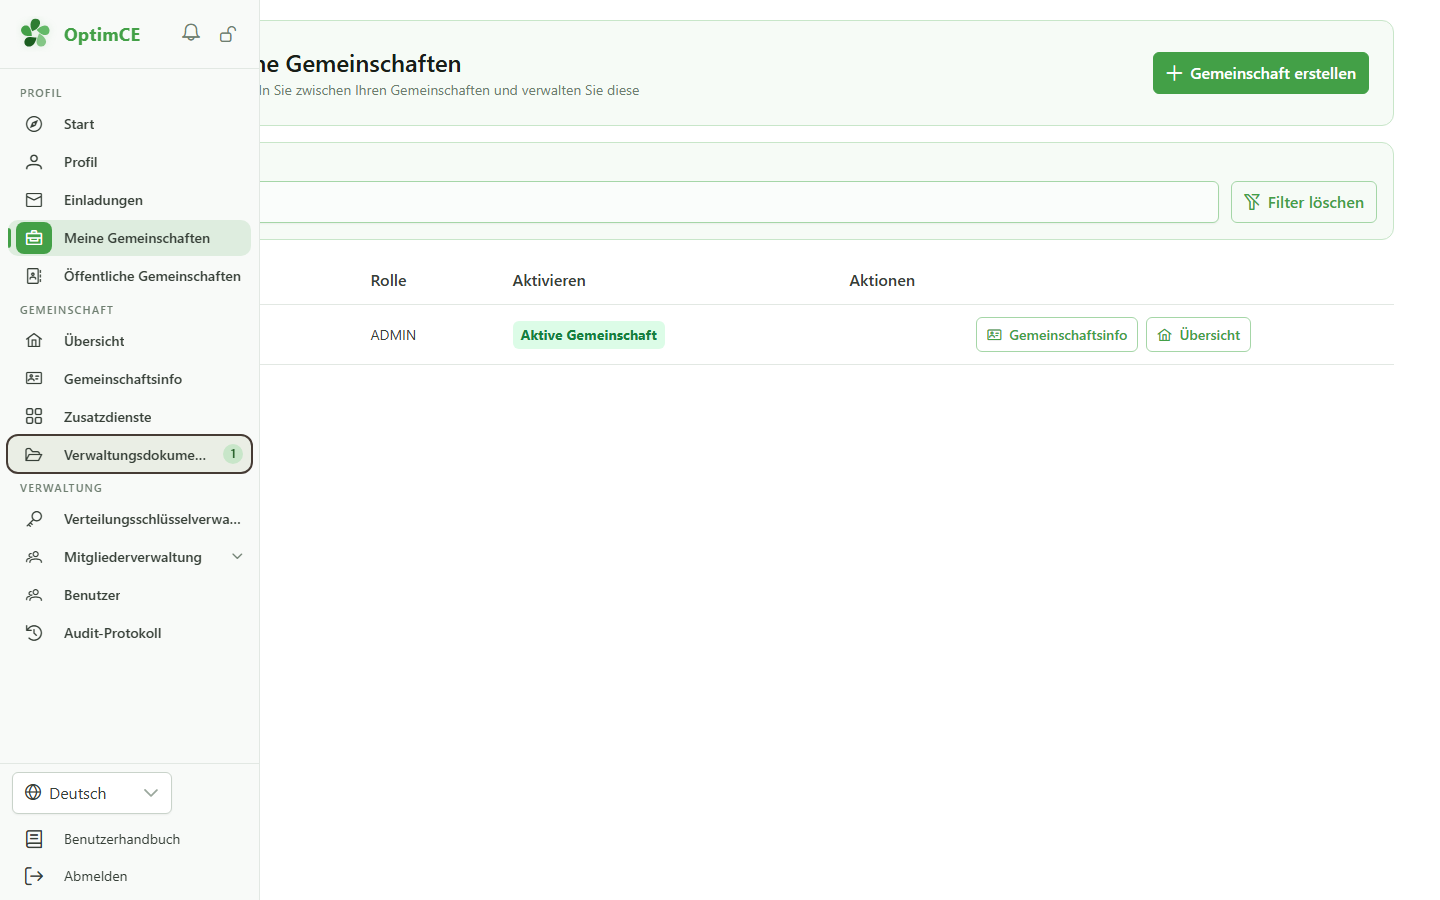 OptimCE
PROFIL
Start
Profil
Einladungen
Meine Gemeinschaften
Öffentliche Gemeinschaften
GEMEINSCHAFT
Übersicht
Gemeinschaftsinfo
Zusatzdienste
Verwaltungsdokume... 1
VERWALTUNG
Verteilungsschlüsselverwa...
Mitgliederverwaltung
Benutzer
Audit-Protokoll
Deutsch
Benutzerhandbuch
Abmelden
ne Gemeinschaften
ln Sie zwischen Ihren Gemeinschaften und verwalten Sie diese
Gemeinschaft erstellen
Filter löschen
Rolle Aktivieren Aktionen
ADMIN Aktive Gemeinschaft Gemeinschaftsinfo Übersicht